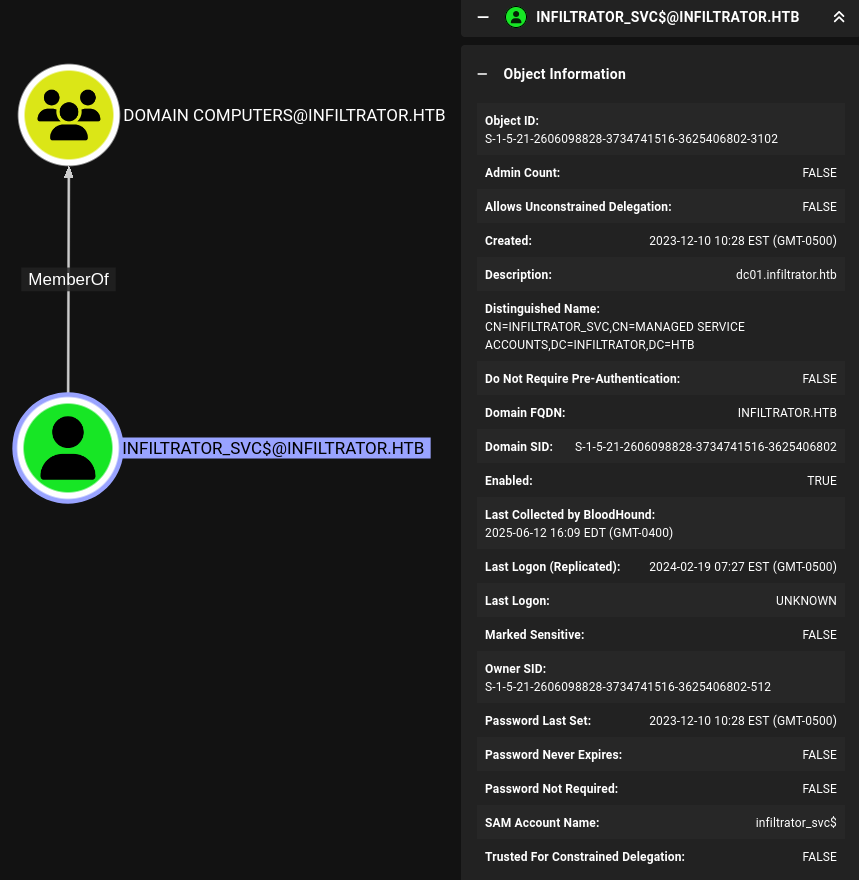 DOMAIN COMPUTERS@INFILTRATOR.HTB
MemberOf
INFILTRATOR_SVC$@INFILTRATOR.HTB
INFILTRATOR_SVC$@INFILTRATOR.HTB
Object Information
Object ID:
S-1-5-21-2606098828-3734741516-3625406802-3102
Admin Count: FALSE
Allows Unconstrained Delegation: FALSE
Created: 2023-12-10 10:28 EST (GMT-0500)
Description: dc01.infiltrator.htb
Distinguished Name:
CN=INFILTRATOR_SVC,CN=MANAGED SERVICE
ACCOUNTS,DC=INFILTRATOR,DC=HTB
Do Not Require Pre-Authentication: FALSE
Domain FQDN: INFILTRATOR.HTB
Domain SID: S-1-5-21-2606098828-3734741516-3625406802
Enabled: TRUE
Last Collected by BloodHound:
2025-06-12 16:09 EDT (GMT-0400)
Last Logon (Replicated): 2024-02-19 07:27 EST (GMT-0500)
Last Logon: UNKNOWN
Marked Sensitive: FALSE
Owner SID:
S-1-5-21-2606098828-3734741516-3625406802-512
Password Last Set: 2023-12-10 10:28 EST (GMT-0500)
Password Never Expires: FALSE
Password Not Required: FALSE
SAM Account Name: infiltrator_svc$
Trusted For Constrained Delegation: FALSE